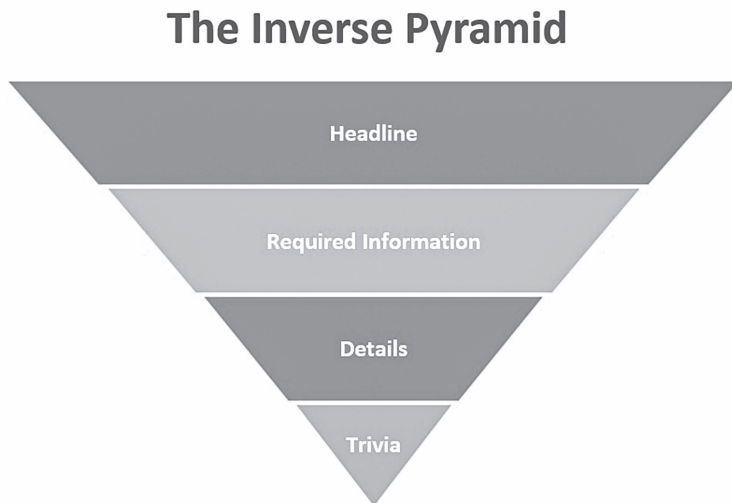 The Inverse Pyramid
Headline
Required Information
Details
Trivia